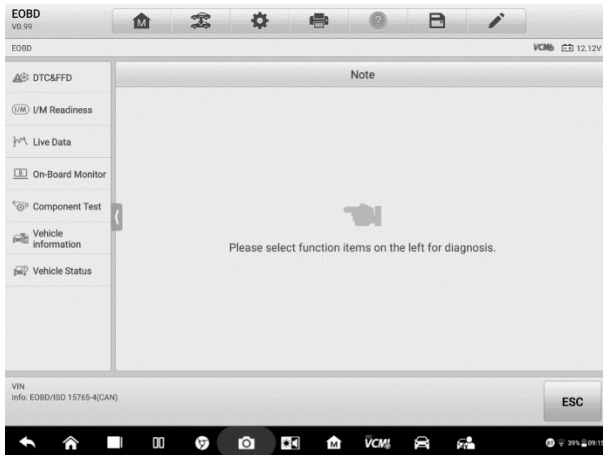 EOBD
V0.99
M
?
EOBD
VCMI
12.12V
DTC&FFD
Note
I/M I/M Readiness
Live Data
On-Board Monitor
Component Test
Vehicle
information
Vehicle Status
Please select function items on the left for diagnosis.
VIN
Info: EOBD/ISO 15765-4(CAN)
ESC
M
VCMI
39%
09:15